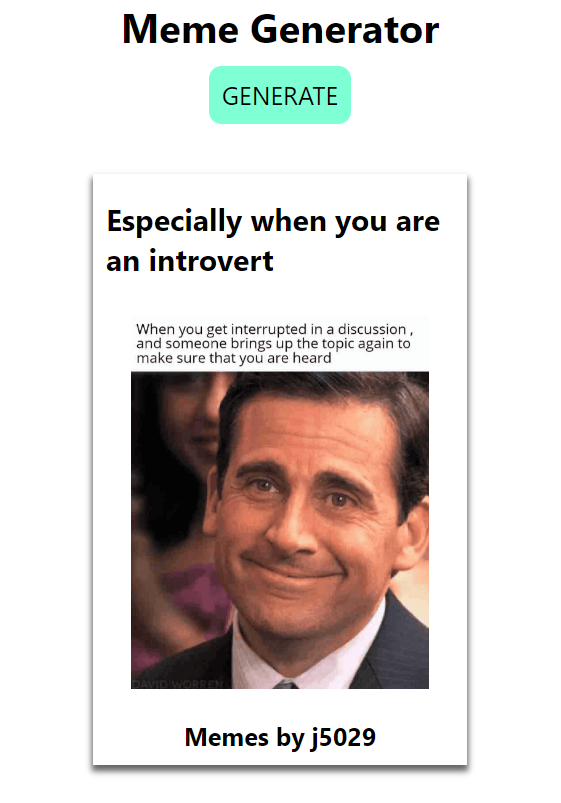 Meme Generator
GENERATE
Especially when you are
an introvert
When you get interrupted in a discussion ,
and someone brings up the topic again to
make sure that you are heard
DAVID WORREN
Memes by j5029